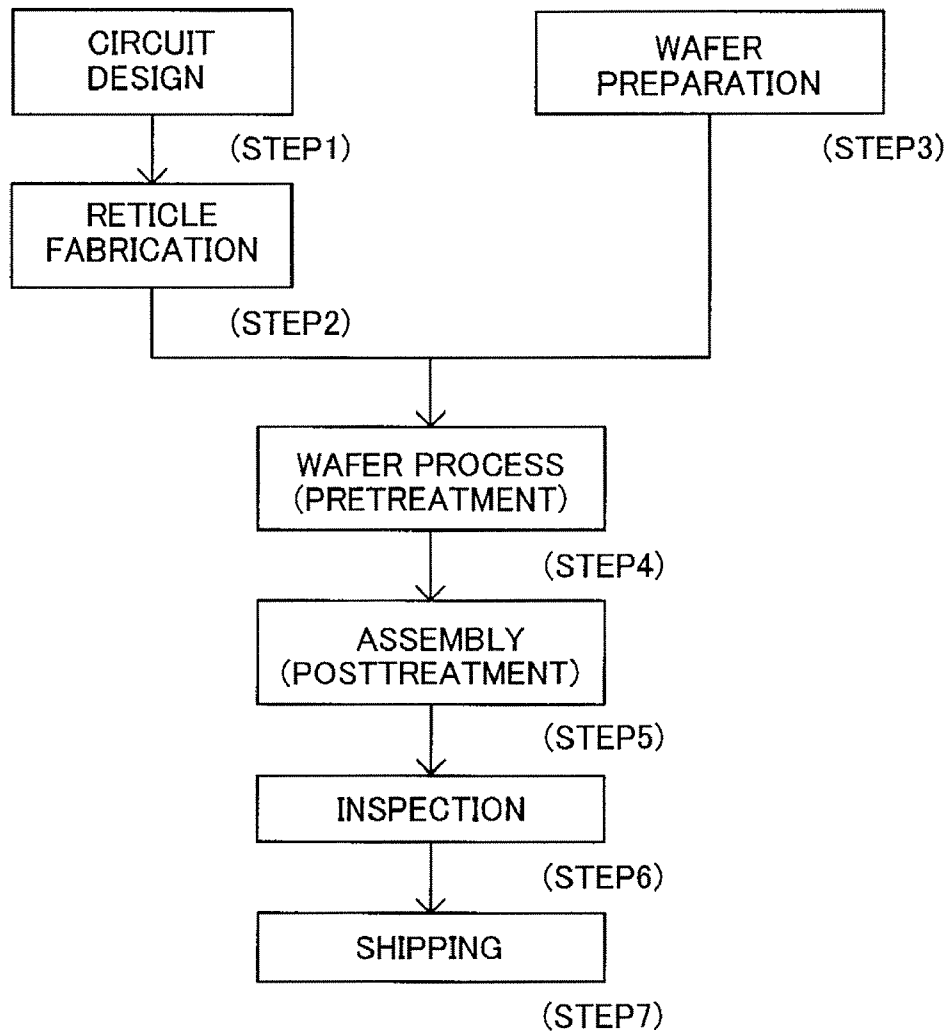 CIRCUIT
DESIGN
(STEP1)
RETICLE
FABRICATION
(STEP2)
WAFER
PREPARATION
(STEP3)
WAFER PROCESS
(PRETREATMENT)
(STEP4)
ASSEMBLY
(POSTTREATMENT)
(STEP5)
INSPECTION
(STEP6)
SHIPPING
(STEP7)